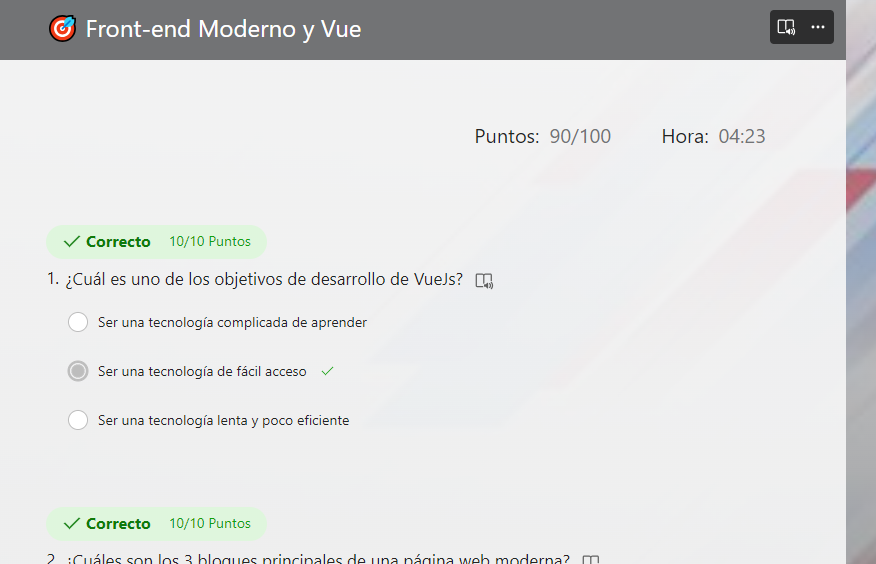 Front-end Moderno y Vue
Puntos: 90/100 Hora: 04:23
Correcto 10/10 Puntos
1. ¿Cuál es uno de los objetivos de desarrollo de VueJs?
Ser una tecnología complicada de aprender
Ser una tecnología de fácil acceso
Ser una tecnología lenta y poco eficiente
Correcto 10/10 Puntos
2. ¿Cuáles son los 3 bloques principales de una página web moderna?